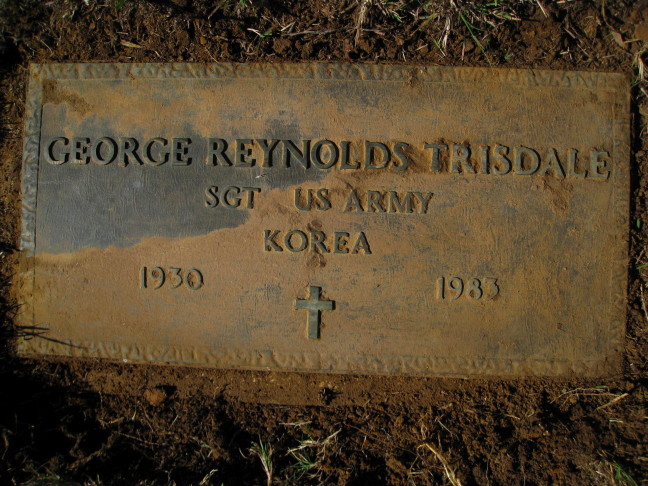 GEORGE REYNOLDS TRISDALE
SGT US ARMY
KOREA
1930 1983